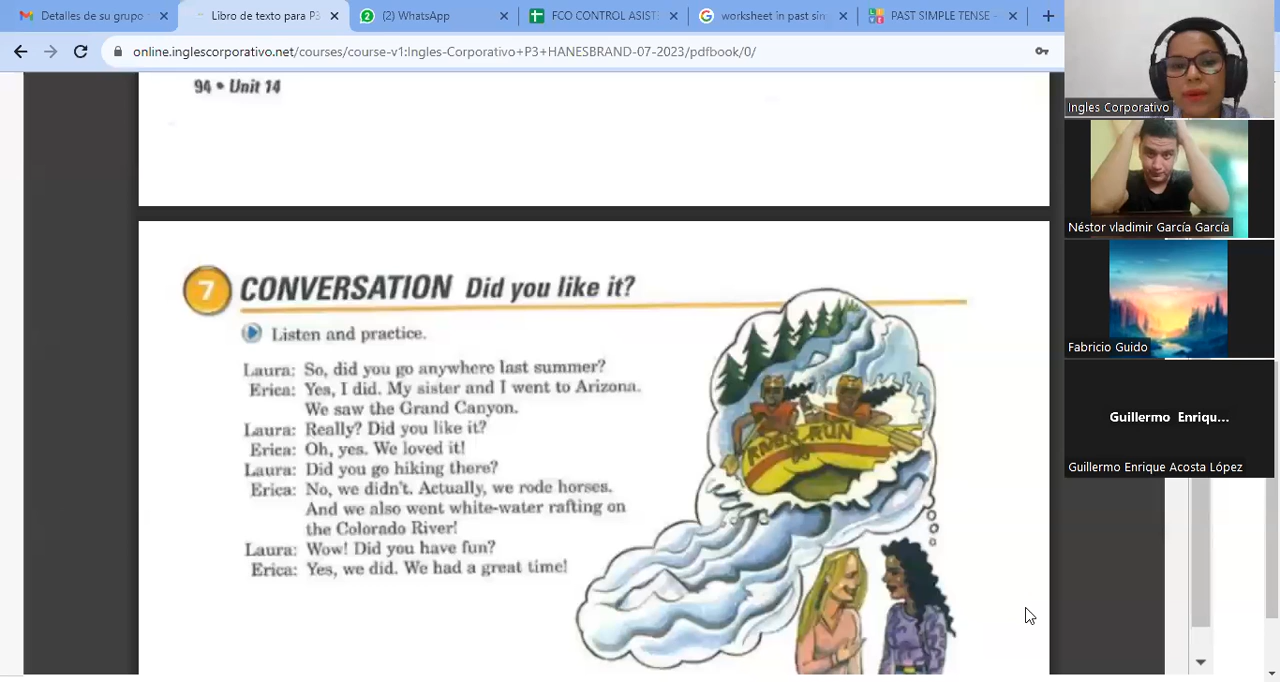 Detalles de su grupo
Libro de texto para P3
(2) WhatsApp
FCO CONTROL ASIST
worksheet in past sim
PAST SIMPLE TENSE -
online.inglescorporativo.net/courses/course-v1:Ingles-Corporativo+P3+HANESBRAND-07-2023/pdfbook/0/
94 • Unit 14
7 CONVERSATION Did you like it?
Listen and practice.
Laura: So, did you go anywhere last summer?
Erica: Yes, I did. My sister and I went to Arizona.
We saw the Grand Canyon.
Laura: Really? Did you like it?
Erica: Oh, yes. We loved it!
Laura: Did you go hiking there?
Erica: No, we didn't. Actually, we rode horses.
And we also went white-water rafting on
the Colorado River!
Laura: Wow! Did you have fun?
Erica: Yes, we did. We had a great time!
RIVER RUN
Ingles Corporativo
Néstor vladimir García García
Fabricio Guido
Guillermo Enriqu...
Guillermo Enrique Acosta López